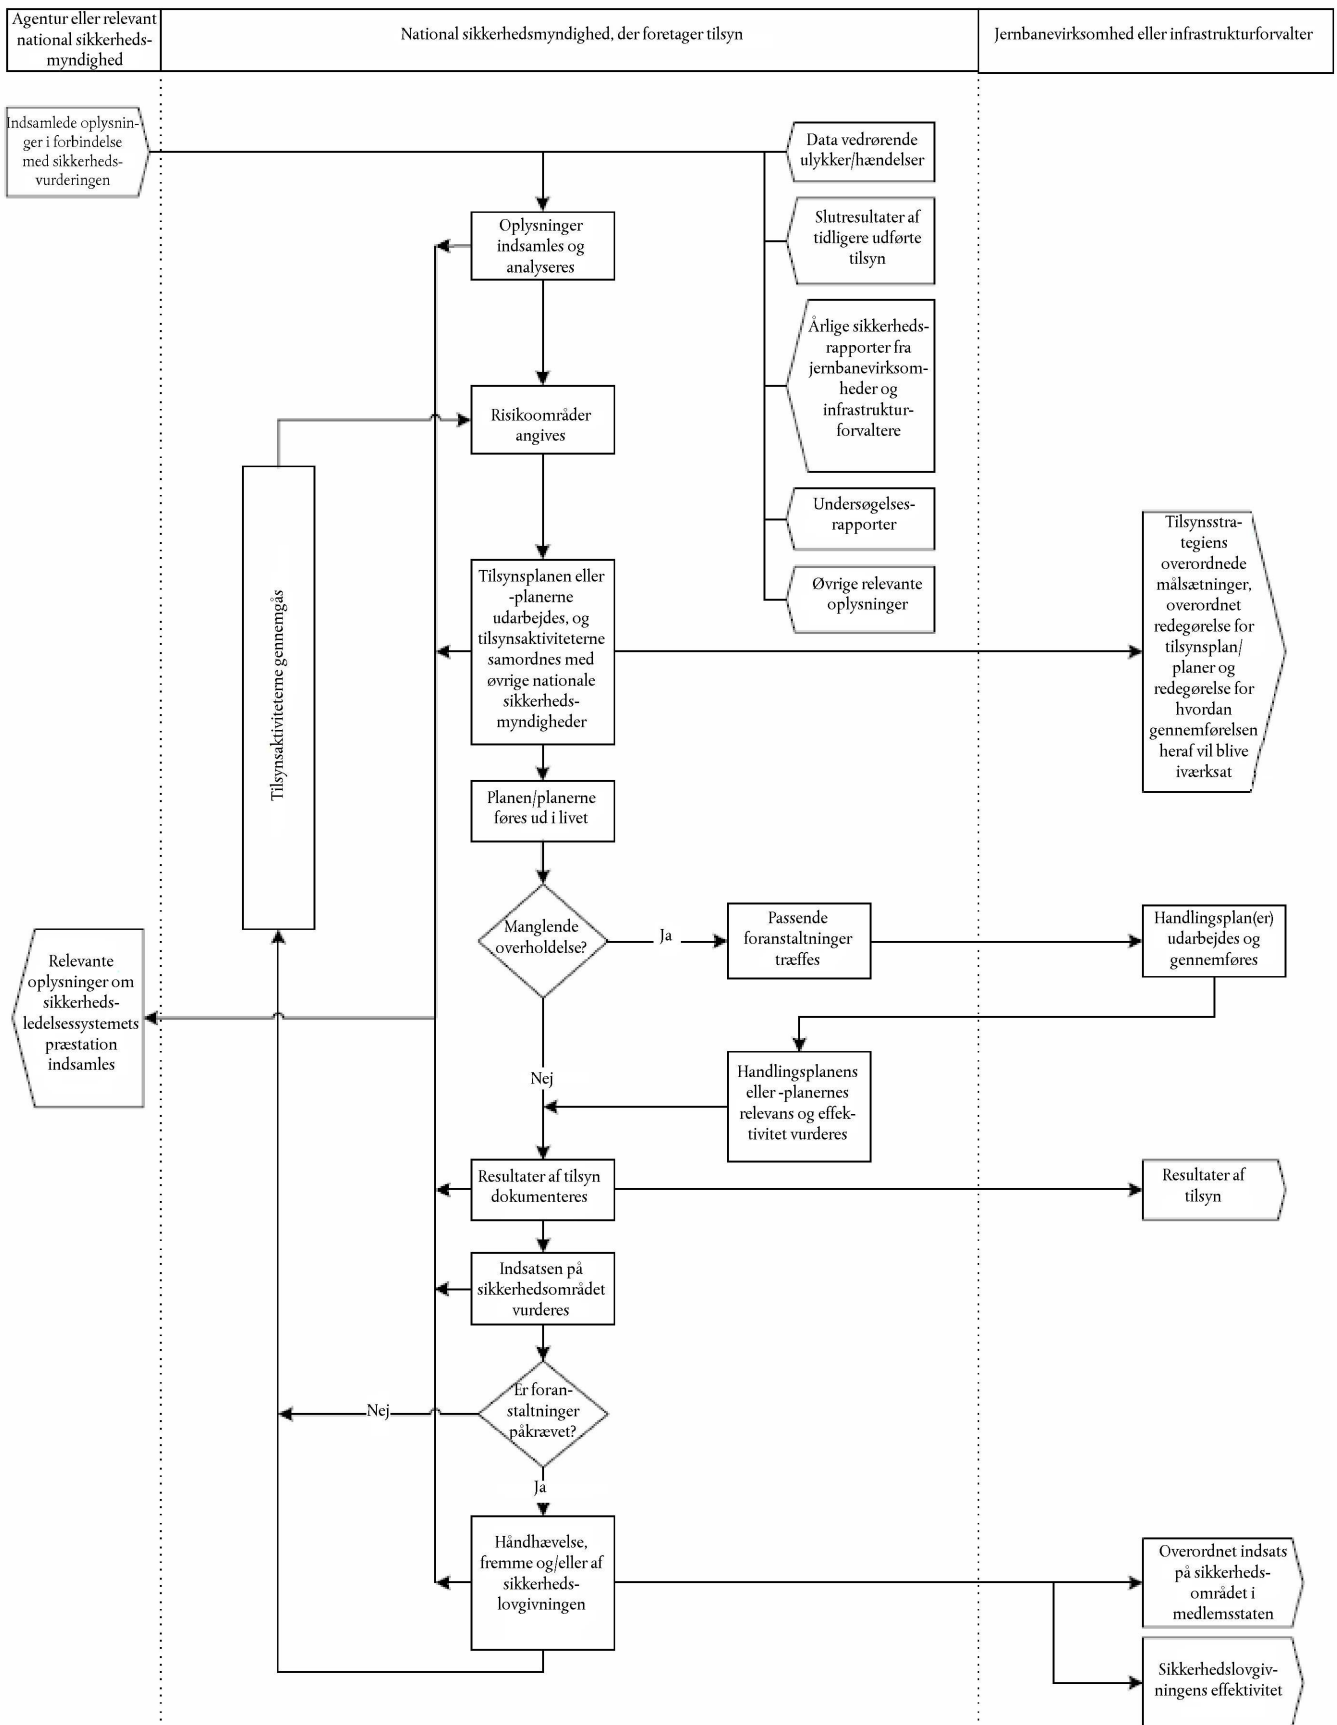 Agentur eller relevant
national sikkerheds-
myndighed
National sikkerhedsmyndighed, der foretager tilsyn
Jernbanevirksomhed eller infrastrukturforvalter
Indsamlede oplysnin-
ger i forbindelse
med sikkerheds-
vurderingen
Data vedrørende
ulykker/hændelser
Oplysninger
indsamles og
analyseres
Slutresultater af
tidligere udførte
tilsyn
Årlige sikkerheds-
rapporter fra
jernbanevirksom-
heder og
infrastruktur-
forvaltere
Risikoområder
angives
Undersøgelses-
rapporter
Øvrige relevante
oplysninger
Tilsynsplanen eller
-planerne
udarbejdes, og
tilsynsaktiviteterne
samordnes med
øvrige nationale
sikkerheds-
myndigheder
Tilsynsstra-
tegiens
overordnede
målsætninger,
overordnet
redegørelse for
tilsynsplan/
planer og
redegørelse for
hvordan
gennemførelsen
heraf vil blive
iværksat
Tilsynsaktiviteterne gennemgås
Planen/planerne
føres ud i livet
Manglende
overholdelse?
Ja
Passende
foranstaltninger
træffes
Handlingsplan(er)
udarbejdes og
gennemføres
Relevante
oplysninger om
sikkerheds-
ledelsessystemets
præstation
indsamles
Nej
Handlingsplanens
eller -planernes
relevans og effek-
tivitet vurderes
Resultater af tilsyn
dokumenteres
Resultater af
tilsyn
Indsatsen på
sikkerhedsområdet
vurderes
Er foran-
staltninger
påkrævet?
Nej
Ja
Håndhævelse,
fremme og/eller af
sikkerheds-
lovgivningen
Overordnet indsats
på sikkerheds-
området i
medlemsstaten
Sikkerhedslovgiv-
ningens effektivitet